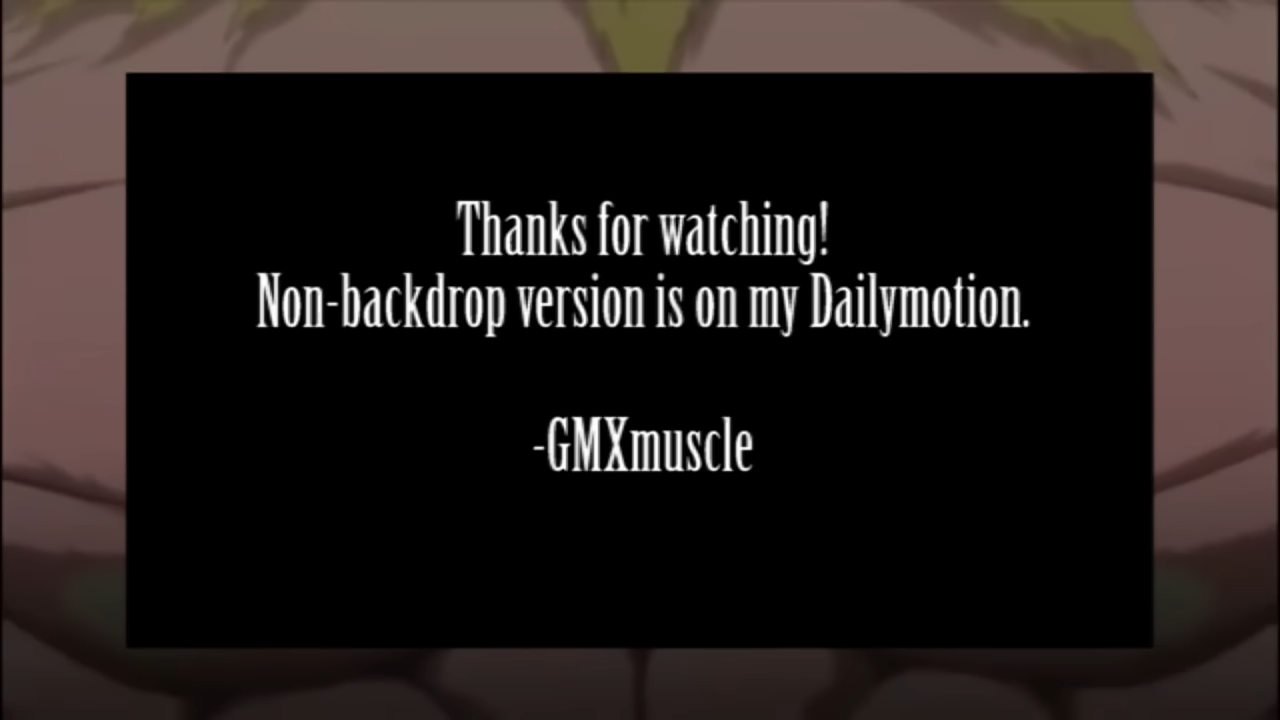 Thanks for watching!
Non-backdrop version is on my Dailymotion.
-GMXmuscle